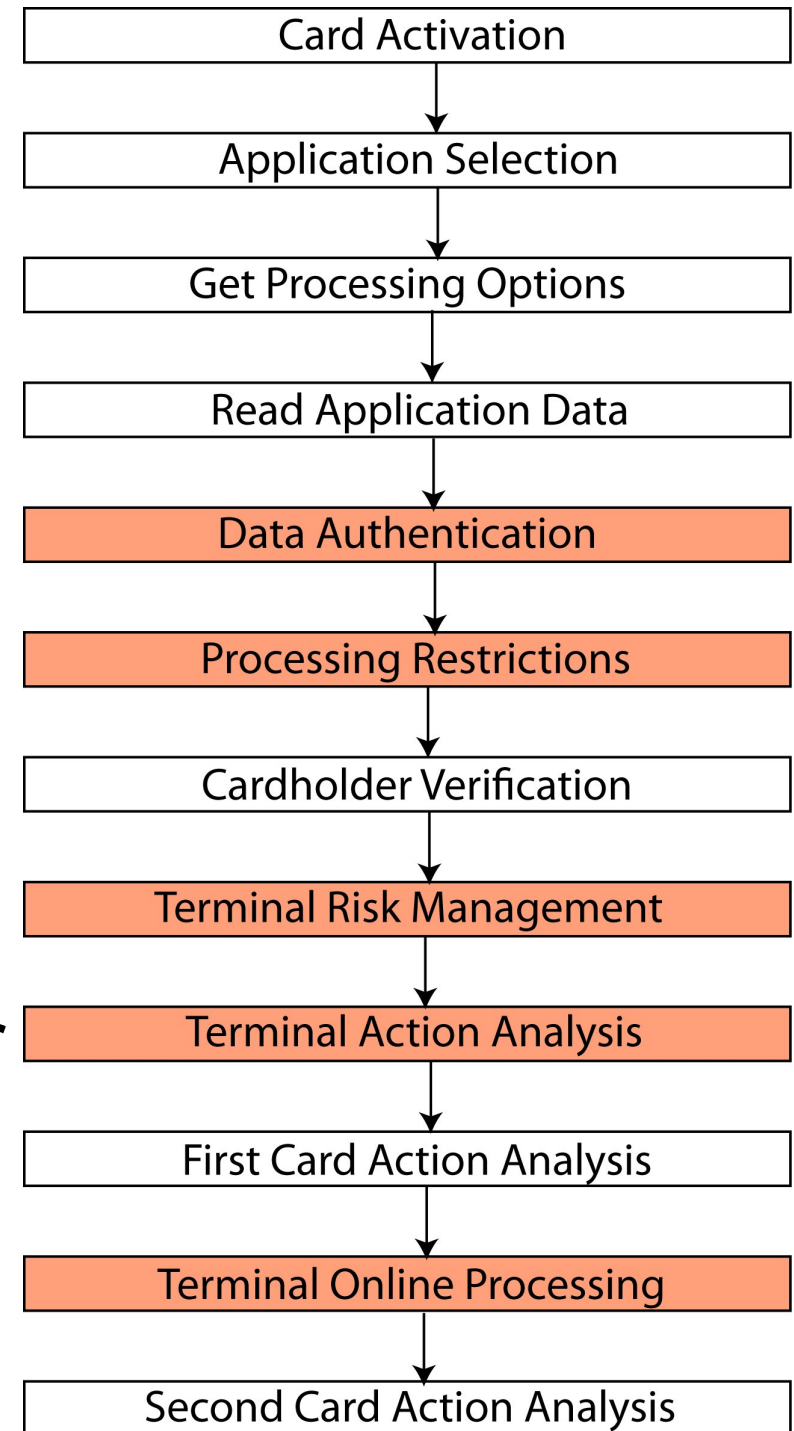 Card Activation
Application Selection
Get Processing Options
Read Application Data
Data Authentication
Processing Restrictions
Cardholder Verification
Terminal Risk Management
Terminal Action Analysis
First Card Action Analysis
Terminal Online Processing
Second Card Action Analysis